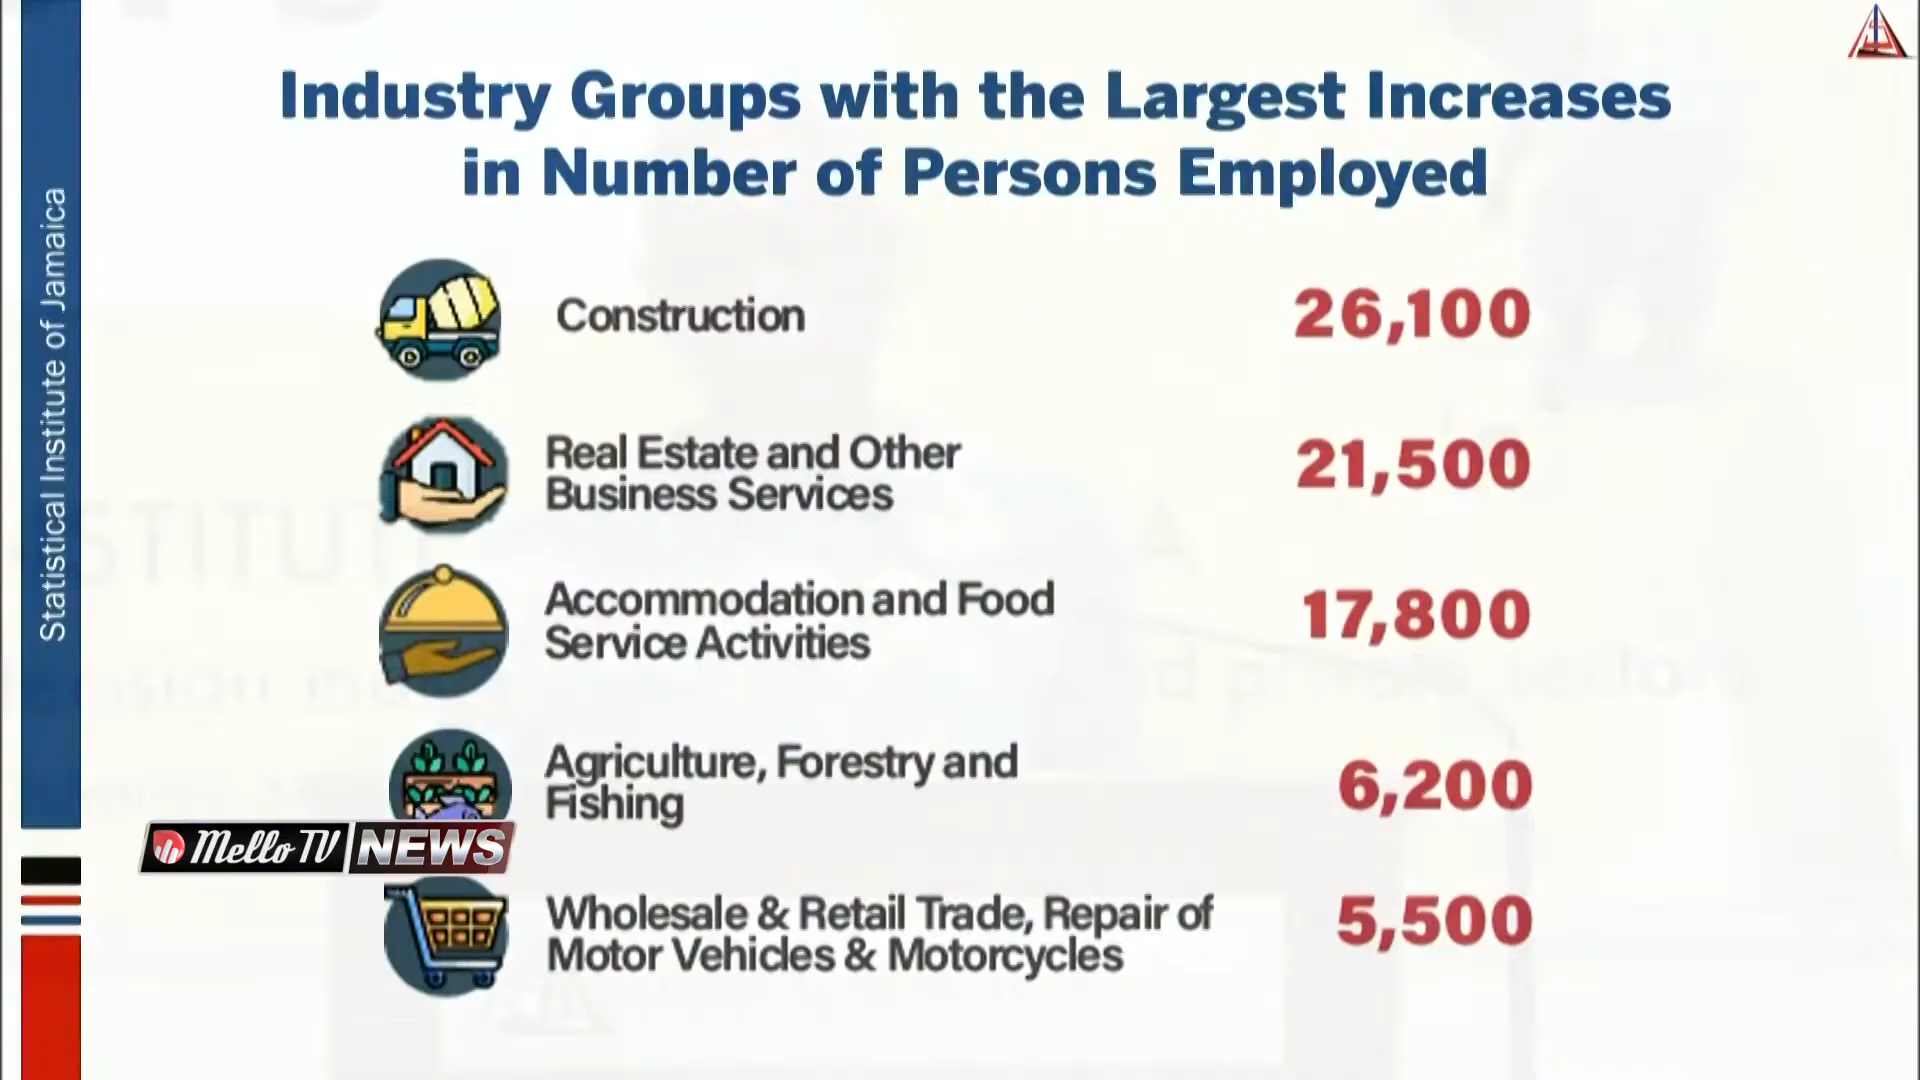 Industry Groups with the Largest Increases
in Number of Persons Employed
Statistical Institute of Jamaica
Construction
26,100
Real Estate and Other
Business Services
21,500
Accommodation and Food
Service Activities
17,800
Agriculture, Forestry and
Fishing
6,200
Mello TV NEWS
Wholesale & Retail Trade, Repair of
Motor Vehicles & Motorcycles
5,500